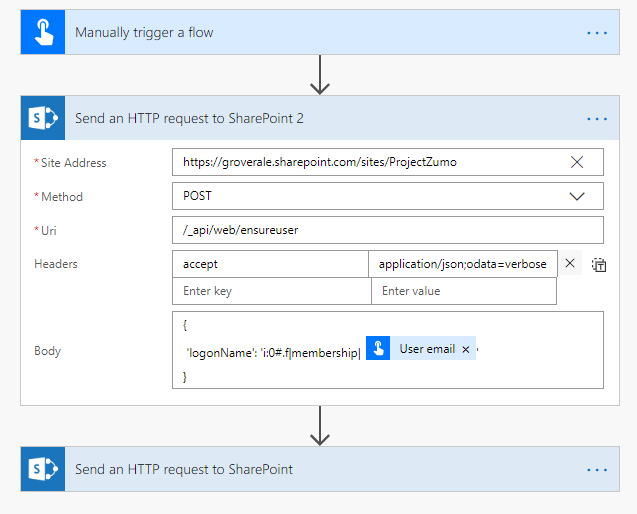 Manually trigger a flow
Send an HTTP request to SharePoint 2
* Site Address https://groverale.sharepoint.com/sites/ProjectZumo
* Method POST
* Uri /_api/web/ensureuser
Headers accept application/json;odata=verbose
Enter key Enter value
{
Body 'logonName': 'i:0#.f|membership| User email × '
}
Send an HTTP request to SharePoint